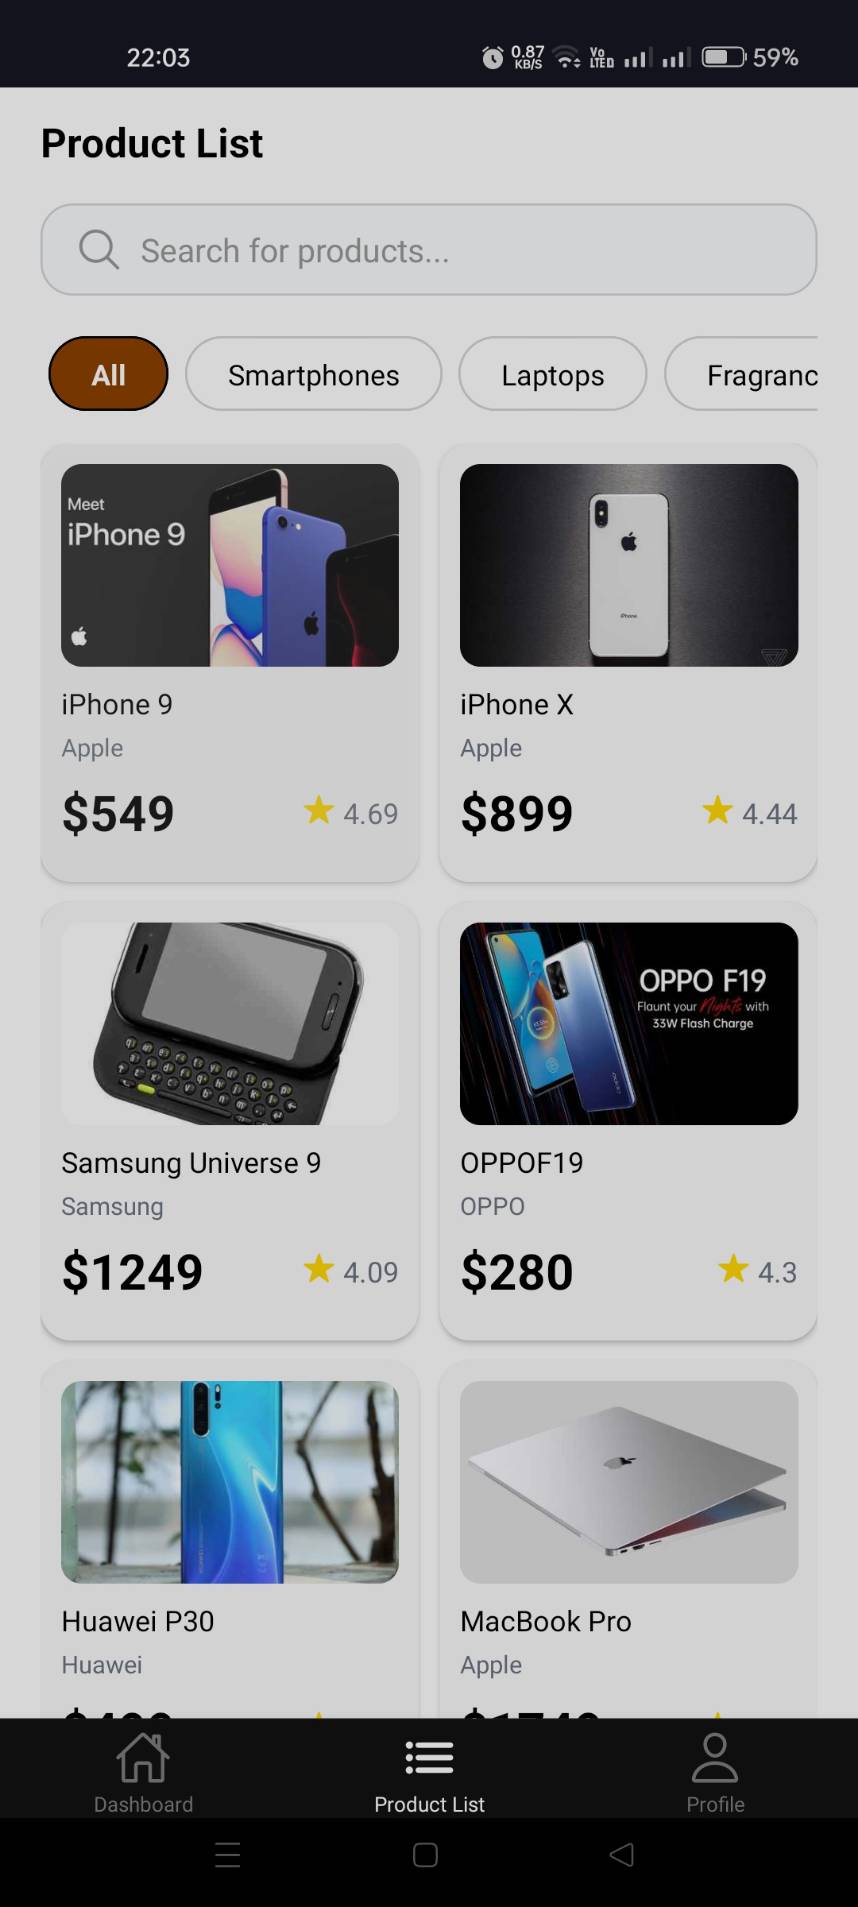 22:03
0.87 KB/S
Vo LTED
59%
Product List
Search for products...
All
Smartphones
Laptops
Fragranc
Meet
iPhone 9
iPhone
iPhone 9
Apple
$549
4.69
iPhone X
Apple
$899
4.44
OPPO F19
Flaunt your Nights with
33W Flash Charge
Samsung Universe 9
Samsung
$1249
4.09
OPPOF19
OPPO
$280
4.3
Huawei P30
Huawei
MacBook Pro
Apple
Dashboard
Product List
Profile